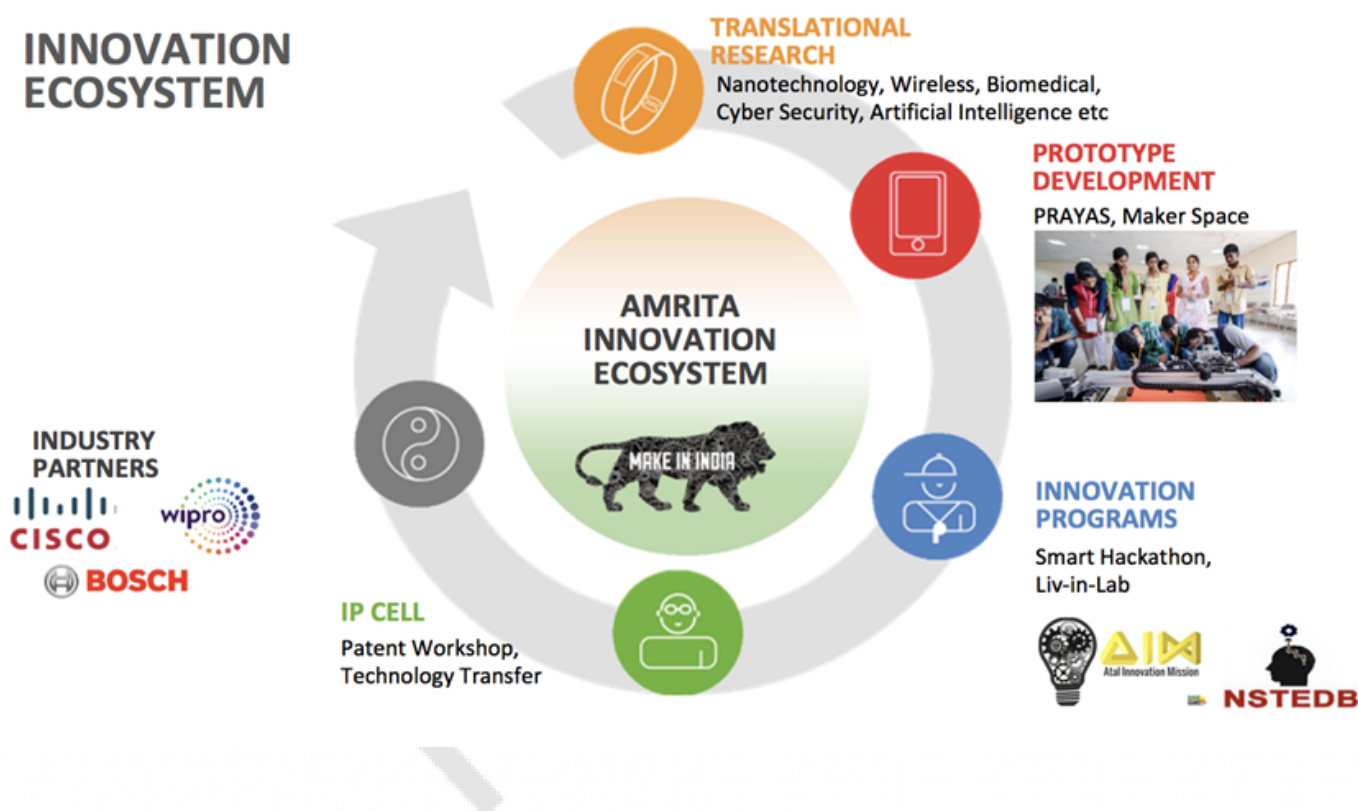 INNOVATION
ECOSYSTEM
TRANSLATIONAL
RESEARCH
Nanotechnology, Wireless, Biomedical,
Cyber Security, Artificial Intelligence etc
PROTOTYPE
DEVELOPMENT
PRAYAS, Maker Space
AMRITA
INNOVATION
ECOSYSTEM
MAKE IN INDIA
INDUSTRY
PARTNERS
CISCO
wipro
BOSCH
INNOVATION
PROGRAMS
Smart Hackathon,
Liv-in-Lab
AIM
Atal Innovation Mission
NSTEDB
IP CELL
Patent Workshop,
Technology Transfer